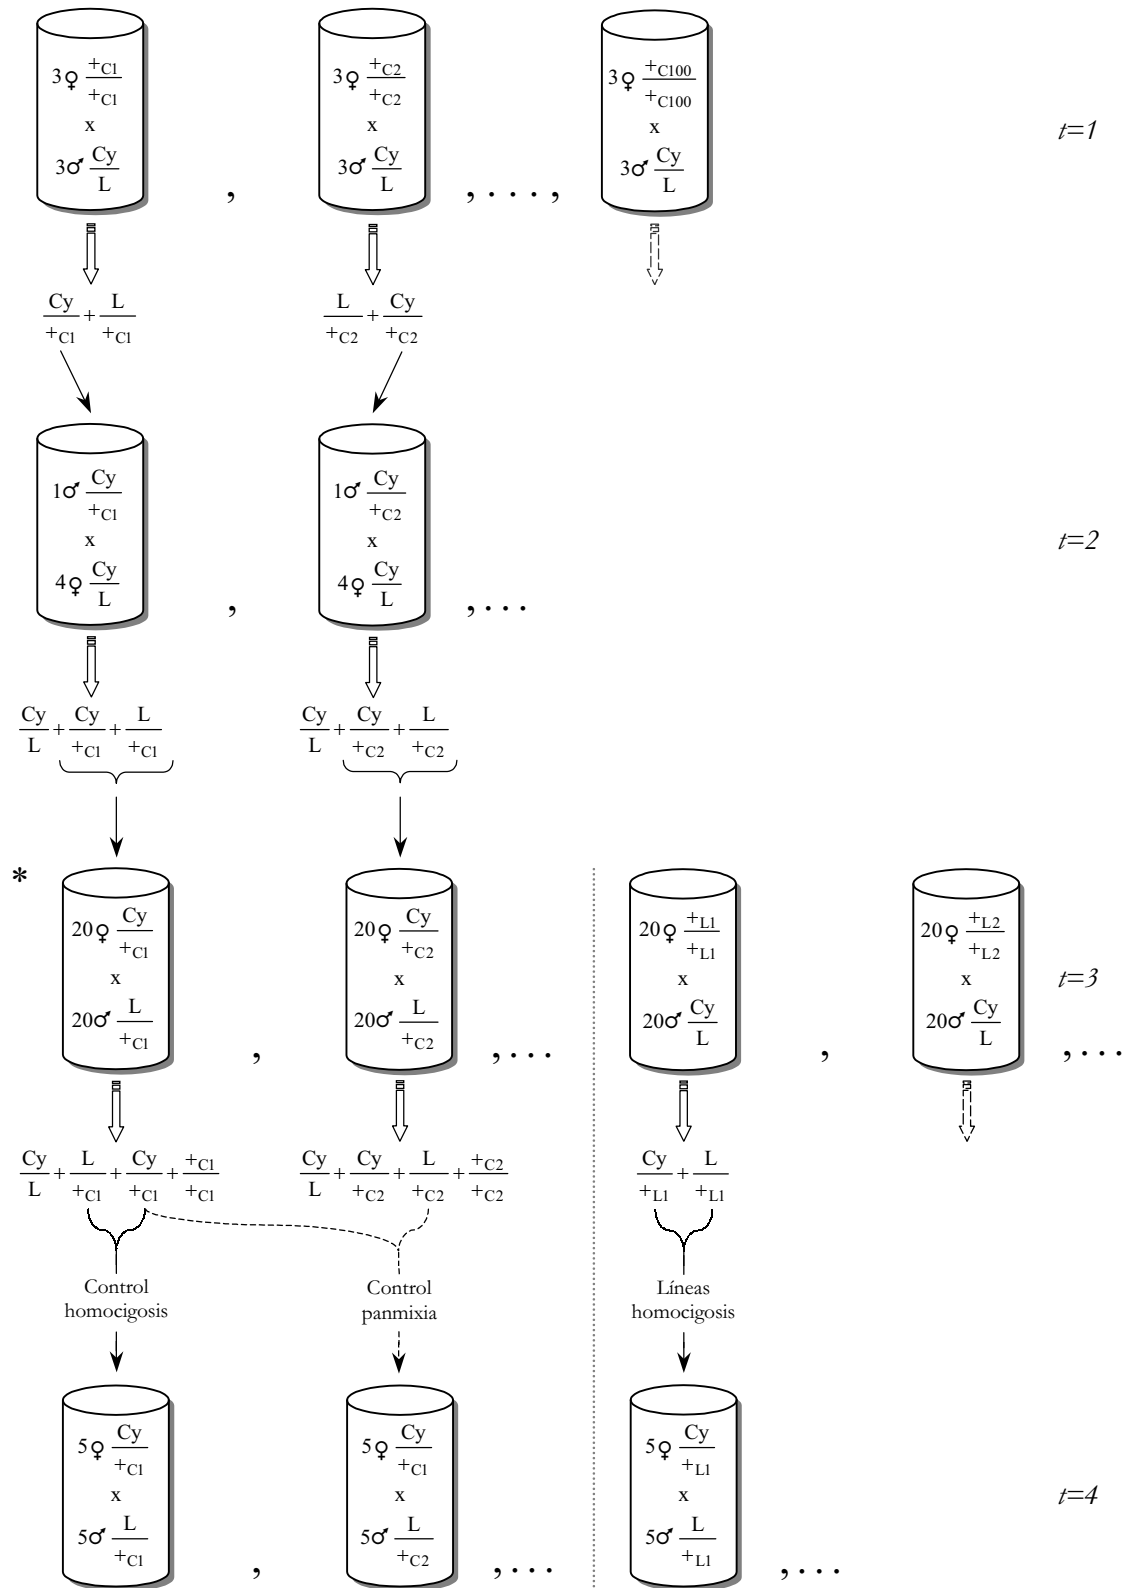 3♀ +C1/+C1
x
3♂ Cy/L
,
3♀ +C2/+C2
x
3♂ Cy/L
, . . . ,
3♀ +C100/+C100
x
3♂ Cy/L
t=1
Cy/+C1 + L/+C1
L/+C2 + Cy/+C2
1♂ Cy/+C1
x
4♀ Cy/L
,
1♂ Cy/+C2
x
4♀ Cy/L
, . . .
t=2
Cy/L + Cy/+C1 + L/+C1
Cy/L + Cy/+C2 + L/+C2
*
20♀ Cy/+C1
x
20♂ L/+C1
,
20♀ Cy/+C2
x
20♂ L/+C2
, . . .
20♀ +L1/+L1
x
20♂ Cy/L
,
20♀ +L2/+L2
x
20♂ Cy/L
, . . .
t=3
Cy/L + L/+C1 + Cy/+C1 + +C1/+C1
Cy/L + Cy/+C2 + L/+C2 + +C2/+C2
Cy/+L1 + L/+L1
Control
homocigosis
Control
panmixia
Líneas
homocigosis
5♀ Cy/+C1
x
5♂ L/+C1
,
5♀ Cy/+C1
x
5♂ L/+C2
, . . .
5♀ Cy/+L1
x
5♂ L/+L1
, . . .
t=4